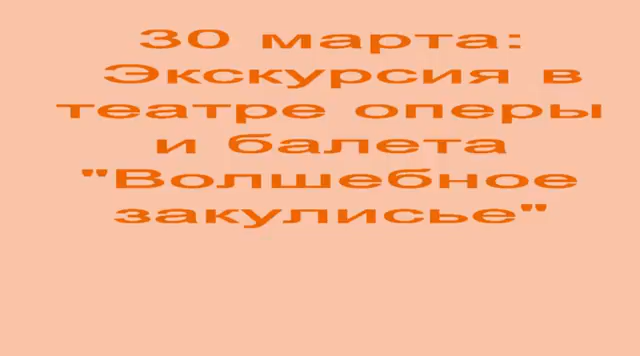 30 марта:
Экскурсия в
театре оперы
и балета
"Волшебное
закулисье"